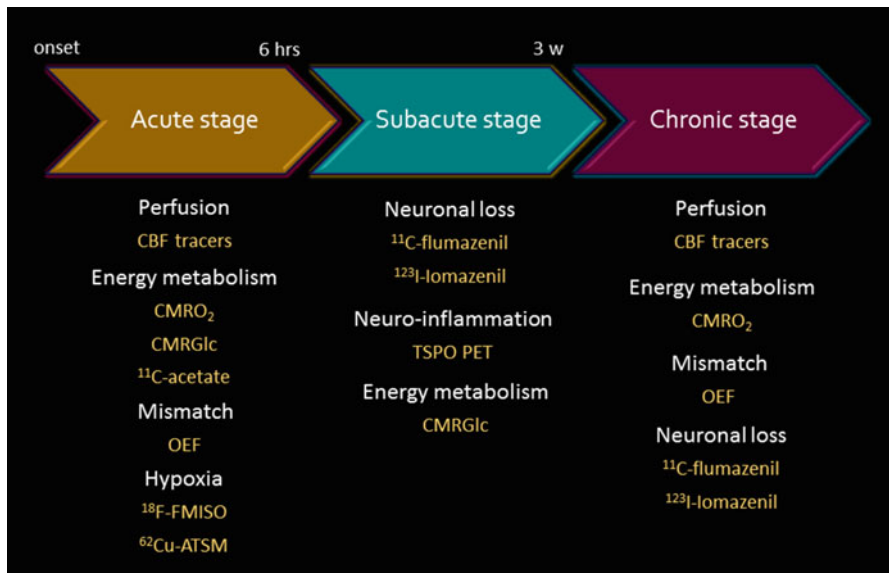 onset
6 hrs
3 w
Acute stage
Subacute stage
Chronic stage
Perfusion
CBF tracers
Energy metabolism
CMRO₂
CMRGlc
¹¹C-acetate
Mismatch
OEF
Hypoxia
¹⁸F-FMISO
⁶²Cu-ATSM
Neuronal loss
¹¹C-flumazenil
¹²³I-Iomazenil
Neuro-inflammation
TSPO PET
Energy metabolism
CMRGlc
Perfusion
CBF tracers
Energy metabolism
CMRO₂
Mismatch
OEF
Neuronal loss
¹¹C-flumazenil
¹²³I-Iomazenil